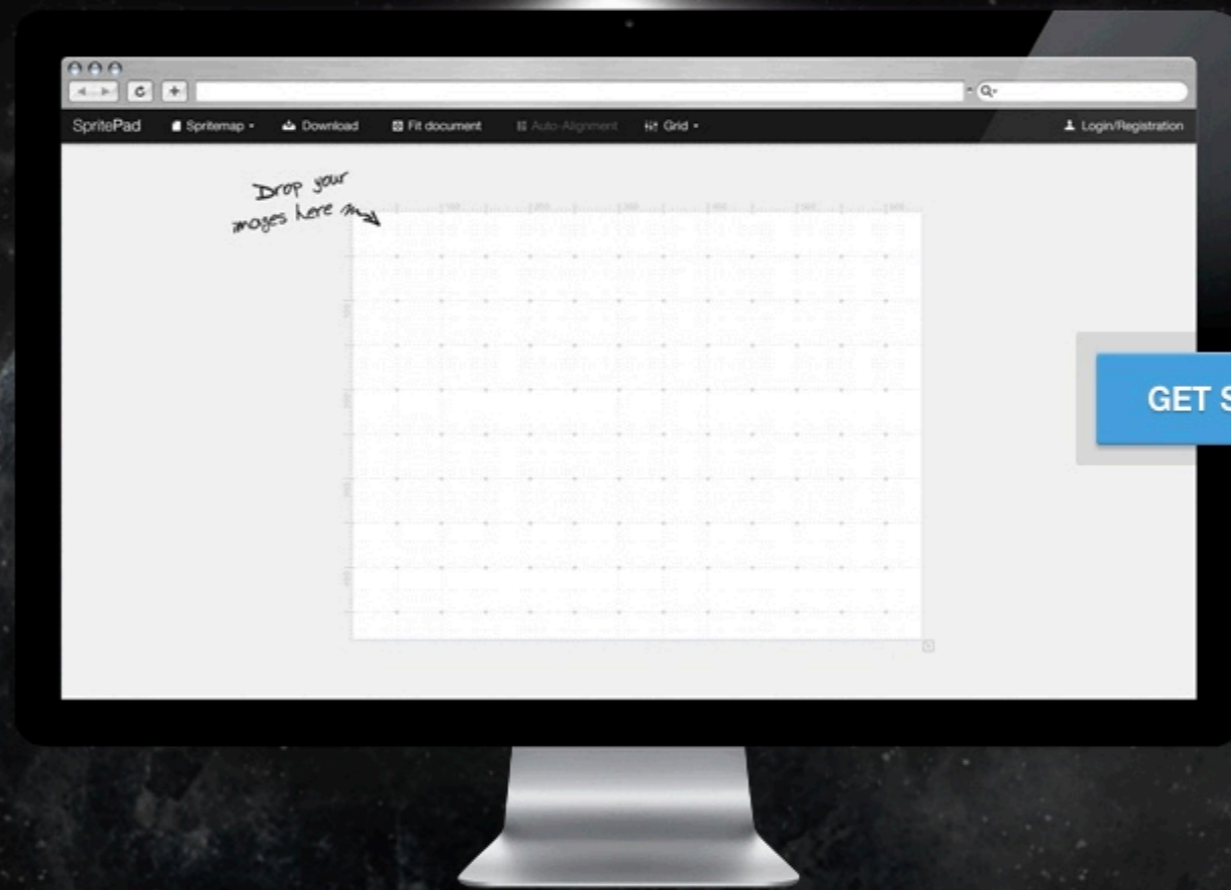 SpritePad Spritemap Download Fit document Auto-Alignment Grid Login/Registration
Drop your
images here
GET S